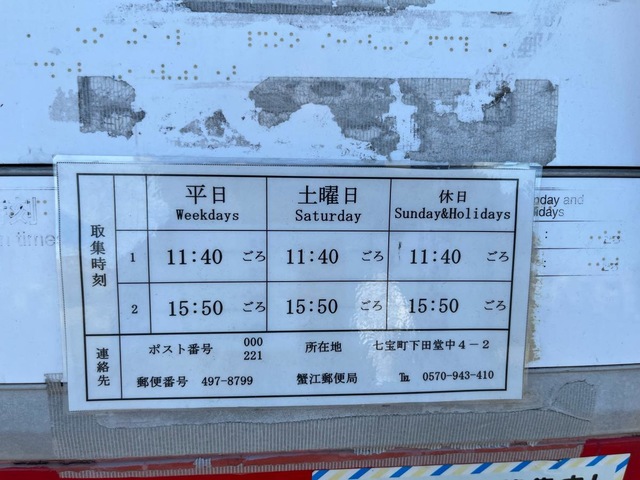 平日 土曜日 休日
Weekdays Saturday Sunday&Holidays
取集時刻
1 11:40 ごろ 11:40 ごろ 11:40 ごろ
2 15:50 ごろ 15:50 ごろ 15:50 ごろ
連絡先
ポスト番号 000 221 所在地 七宝町下田堂中4-2
郵便番号 497-8799 蟹江郵便局 ℡ 0570-943-410
day and